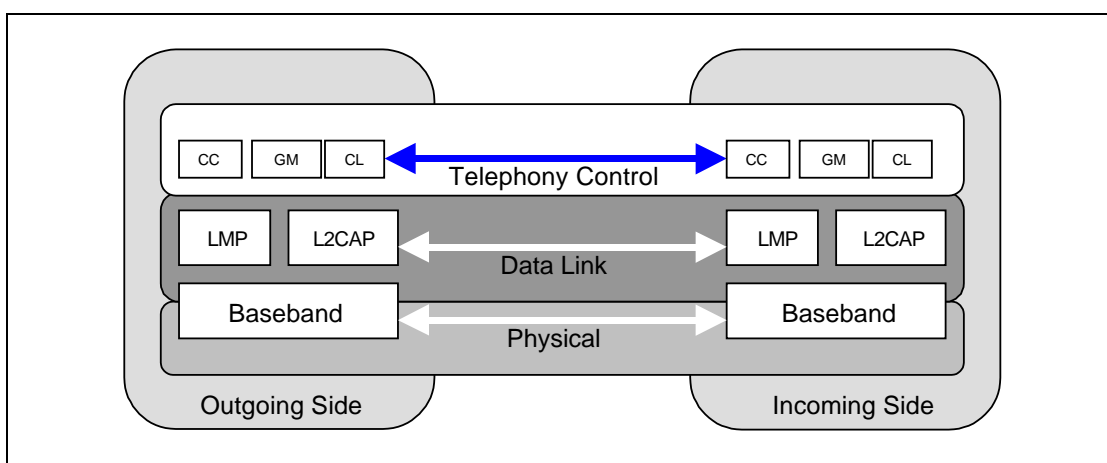 CC GM CL CC GM CL
Telephony Control
LMP L2CAP LMP L2CAP
Data Link
Baseband Baseband
Physical
Outgoing Side Incoming Side